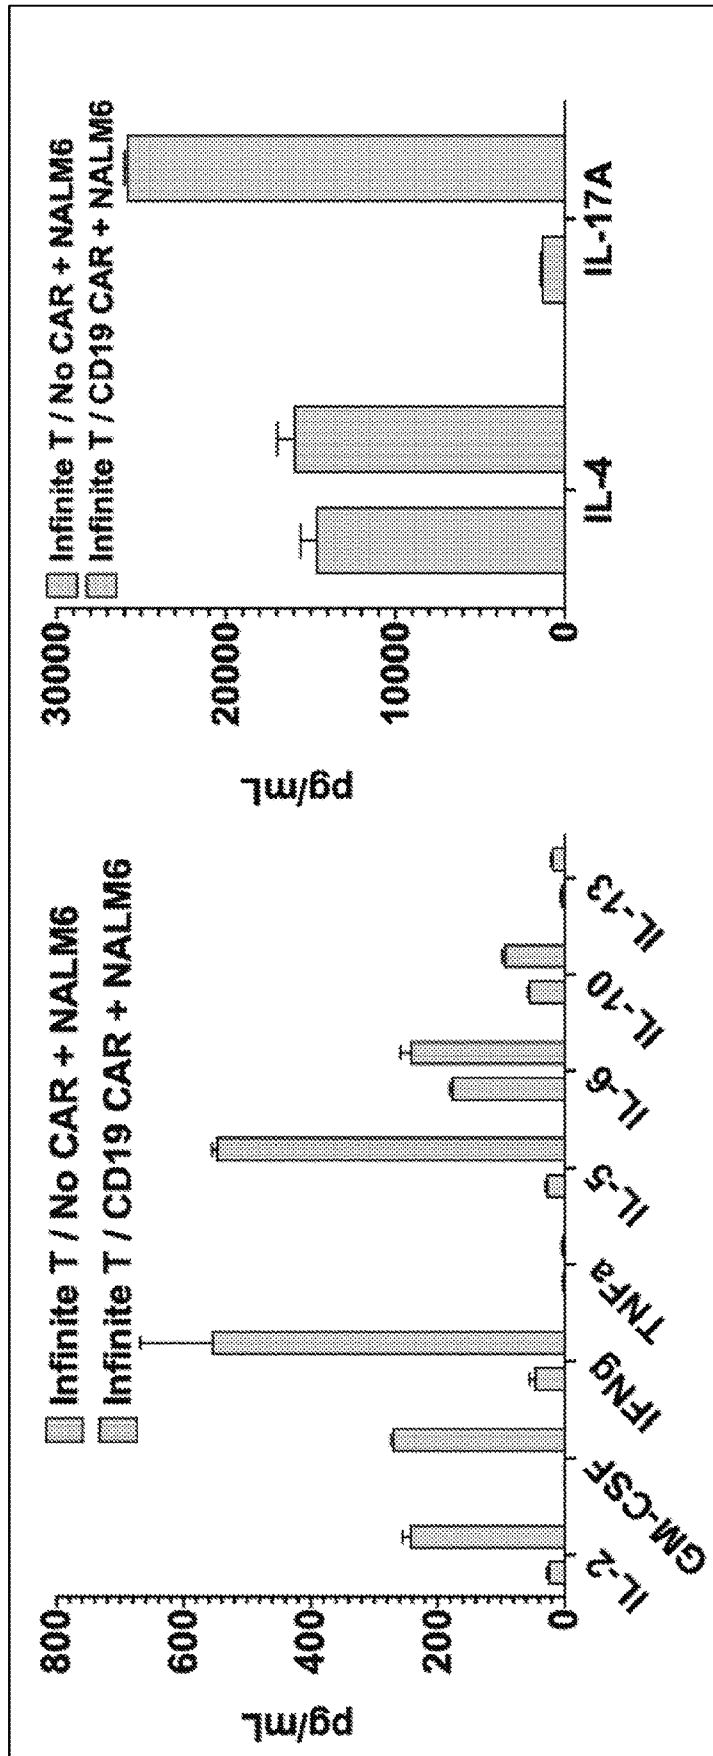 Infinite T / No CAR + NALM6
Infinite T / CD19 CAR + NALM6
pg/mL
800
600
400
200
0
IL-2
GM-CSF
IFNg
TNFa
IL-5
IL-6
IL-10
IL-13
Infinite T / No CAR + NALM6
Infinite T / CD19 CAR + NALM6
pg/mL
30000
20000
10000
0
IL-4
IL-17A